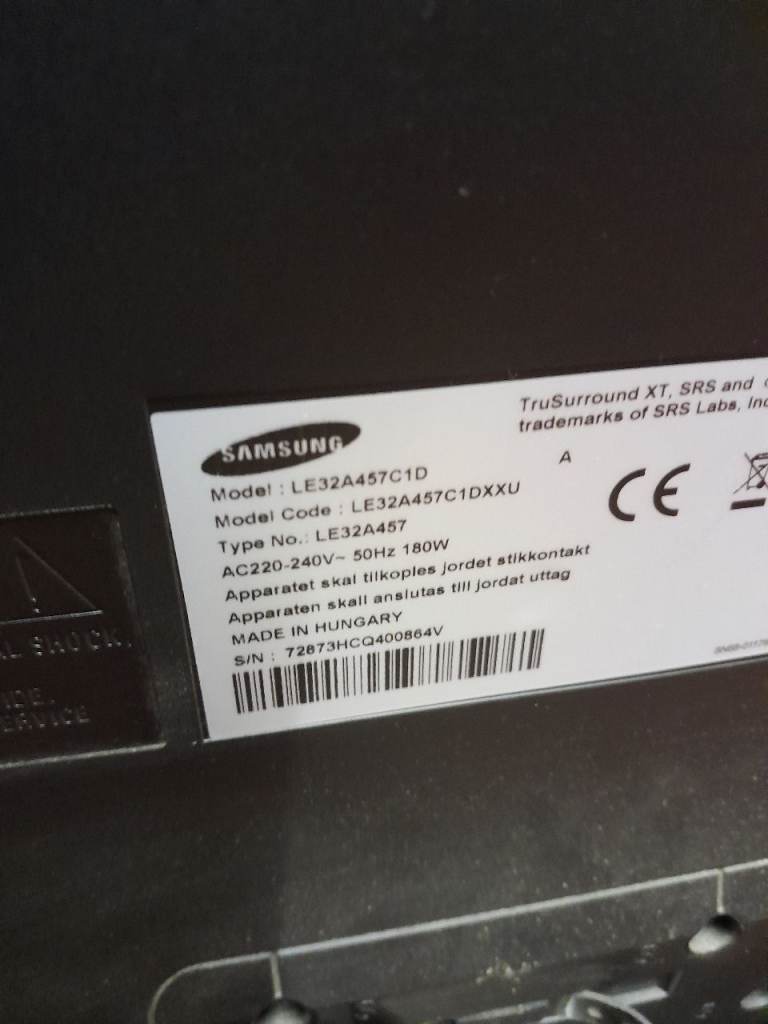 TruSurround XT, SRS and
trademarks of SRS Labs, Inc
SAMSUNG
A
CE
Model : LE32A457C1D
Model Code : LE32A457C1DXXU
Type No.: LE32A457
AC220-240V~ 50Hz 180W
Apparatet skal tilkoples jordet stikkontakt
Apparaten skall anslutas till jordat uttag
MADE IN HUNGARY
S/N : 72873HCQ400864V
SHOCK.
SERVICE